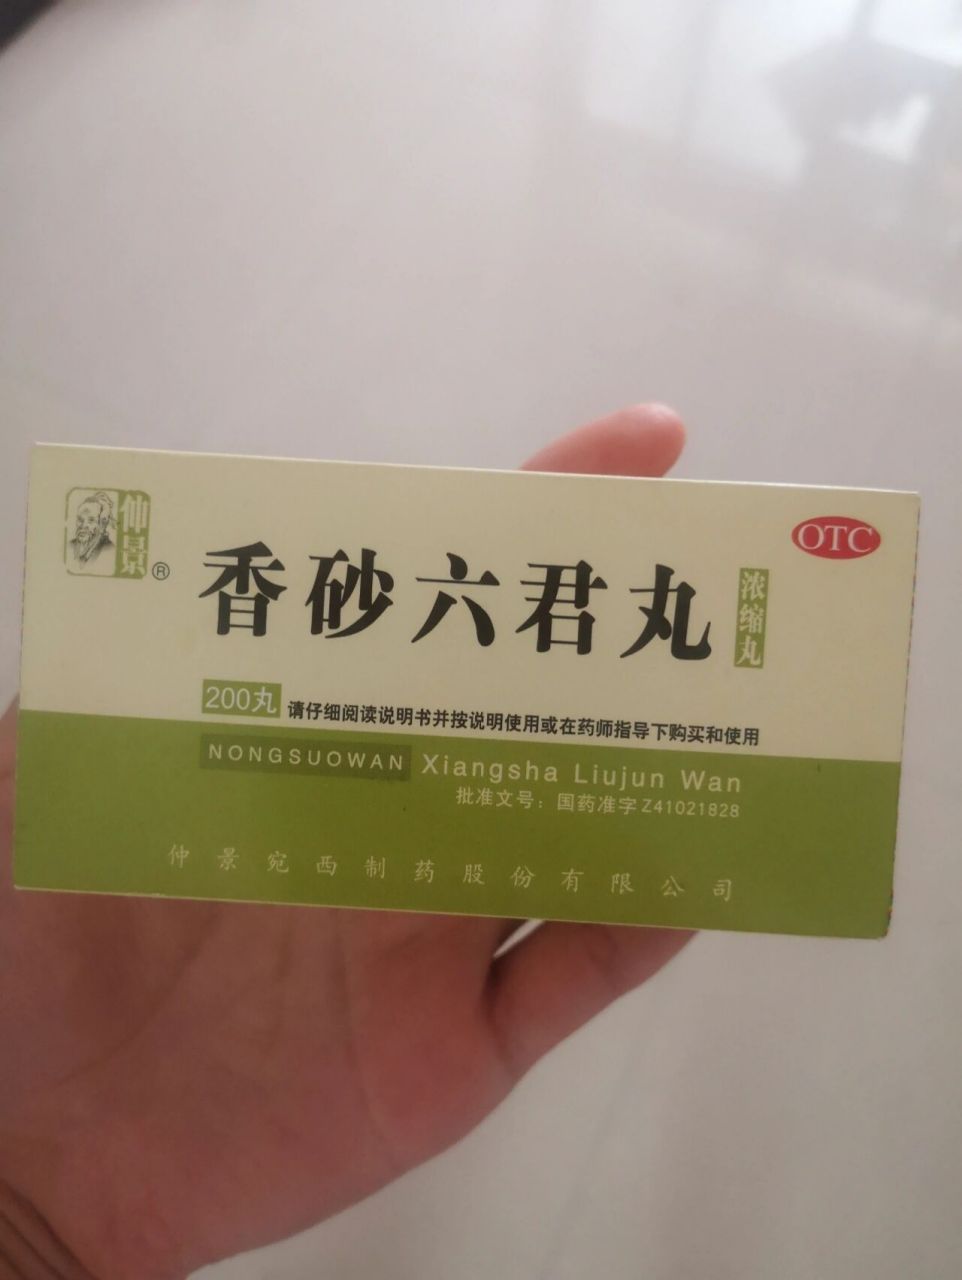 仲景®
OTC
香砂六君丸
浓缩丸
200丸 请仔细阅读说明书并按说明使用或在药师指导下购买和使用
NONGSUOWAN Xiangsha Liujun Wan
批准文号：国药准字Z41021828
仲景宛西制药股份有限公司